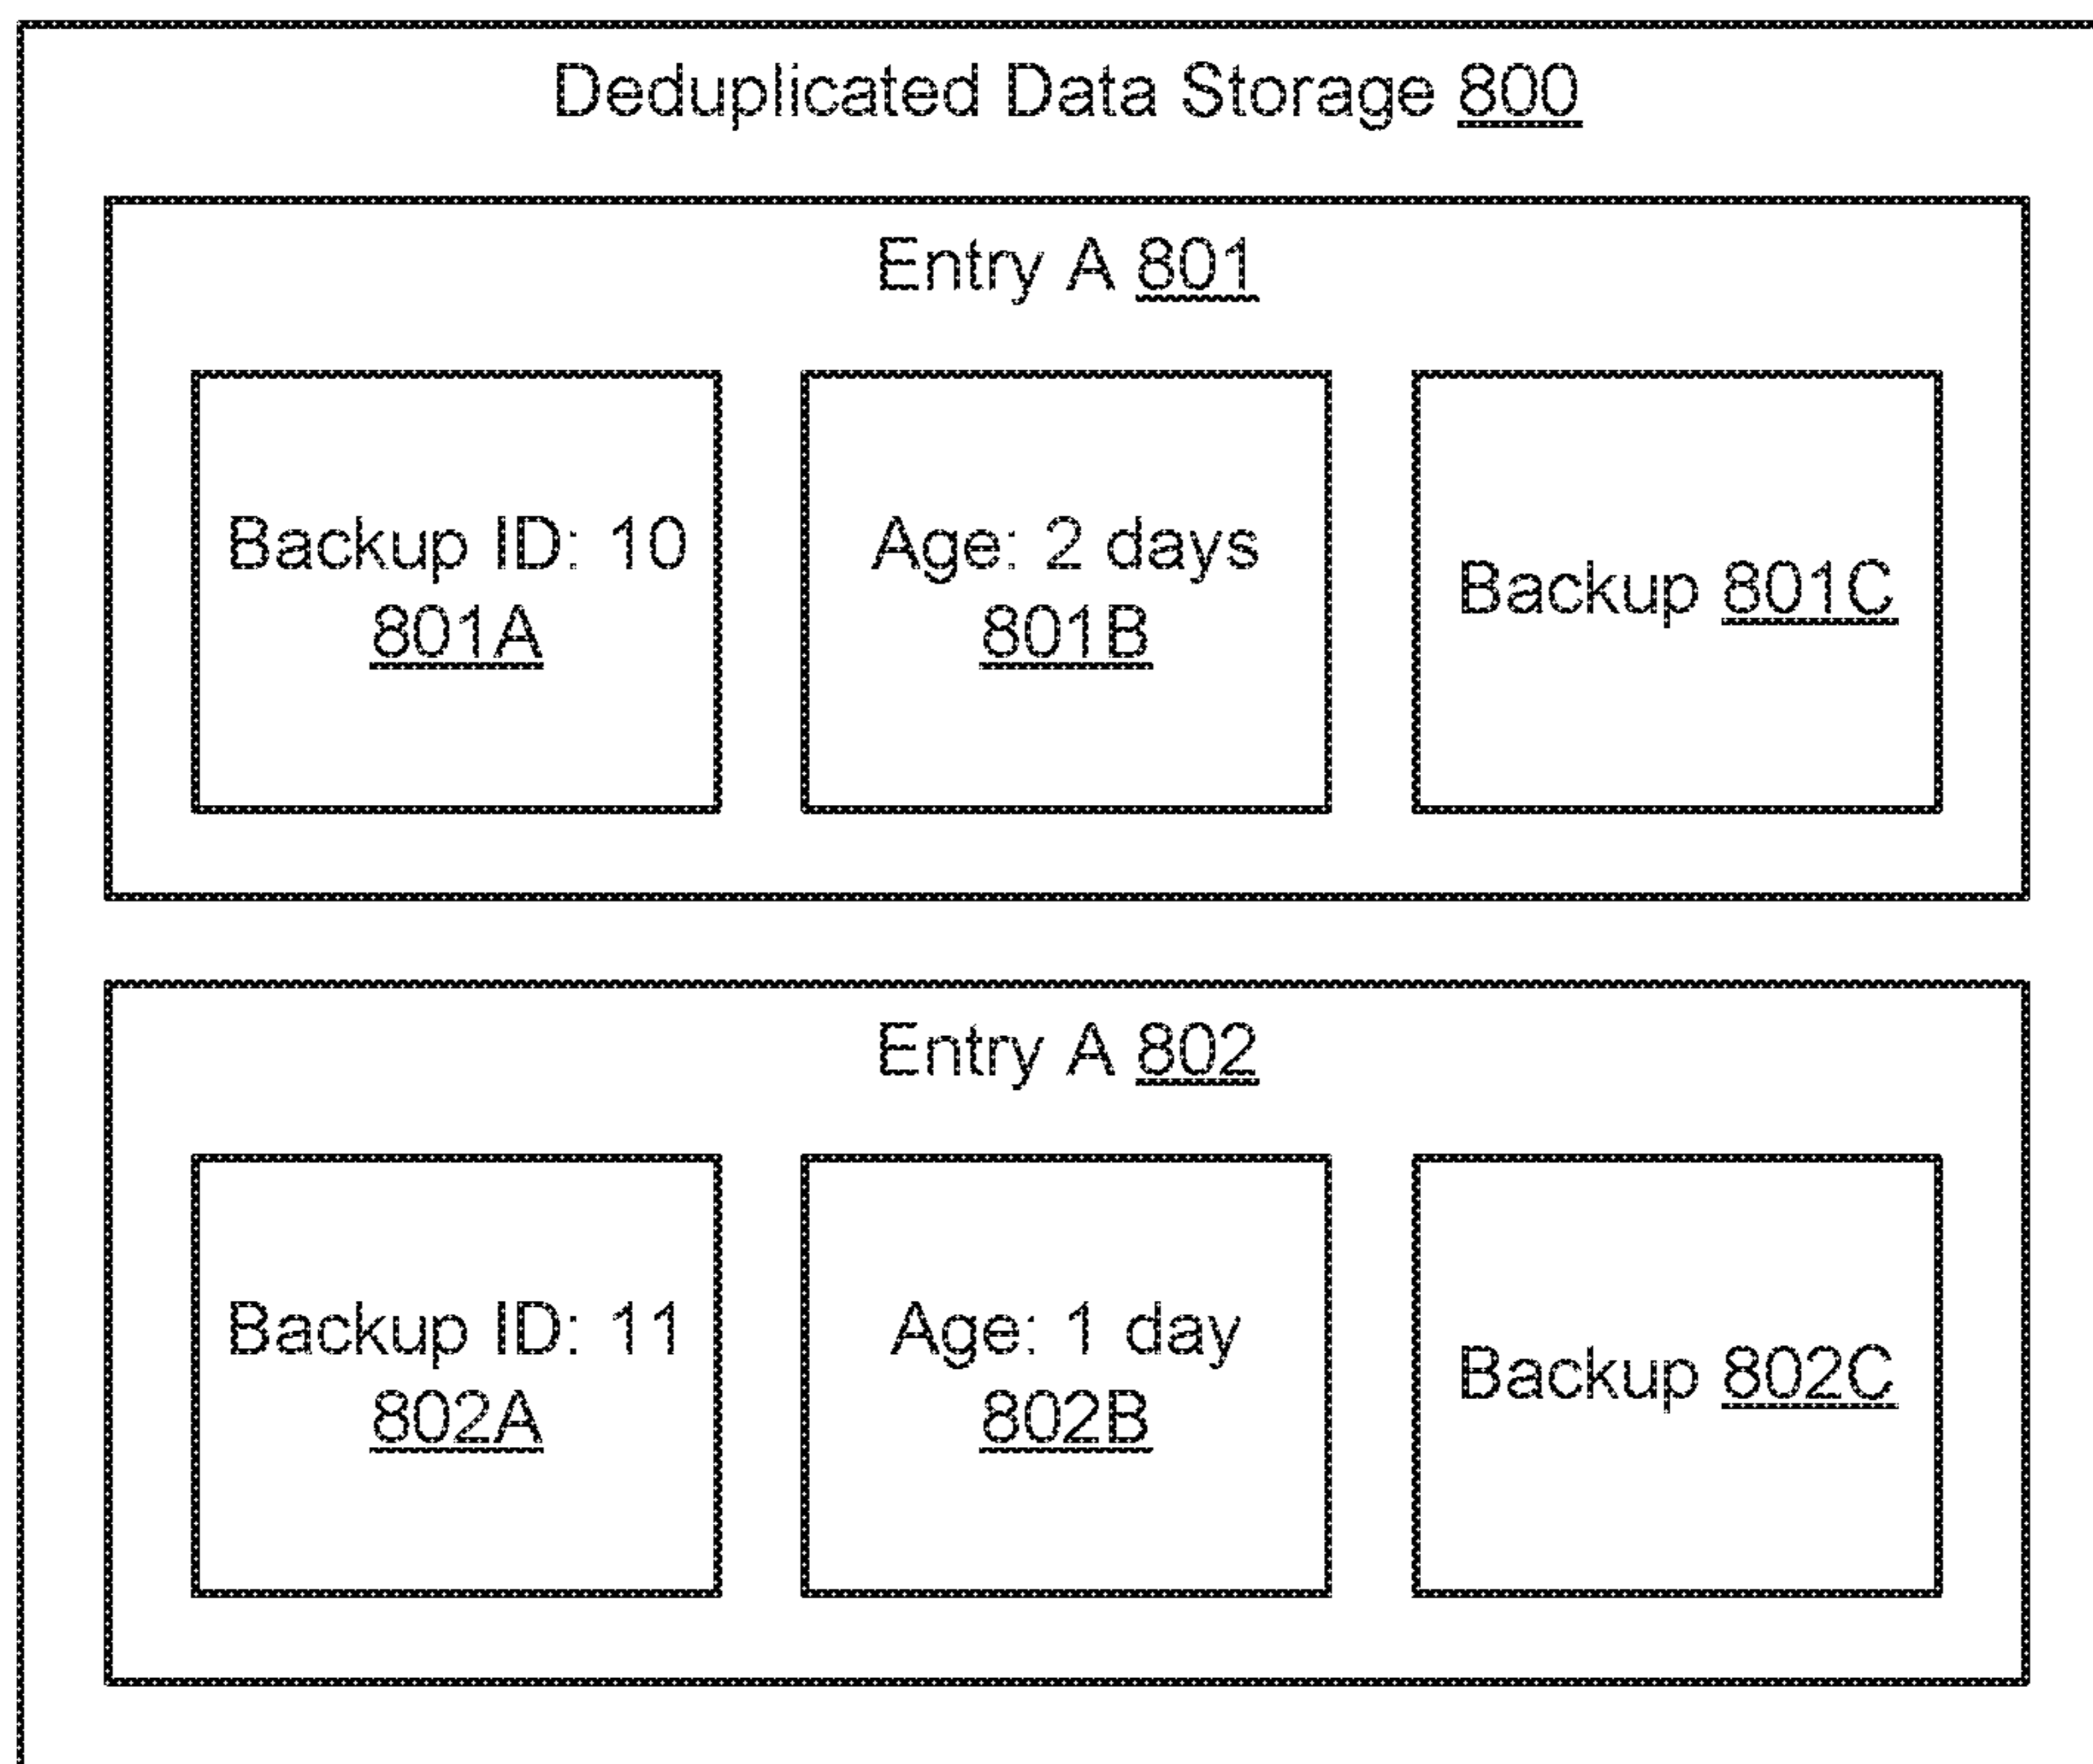 Deduplicated Data Storage 800
Entry A 801
Backup ID: 10
801A
Age: 2 days
801B
Backup 801C
Entry A 802
Backup ID: 11
802A
Age: 1 day
802B
Backup 802C